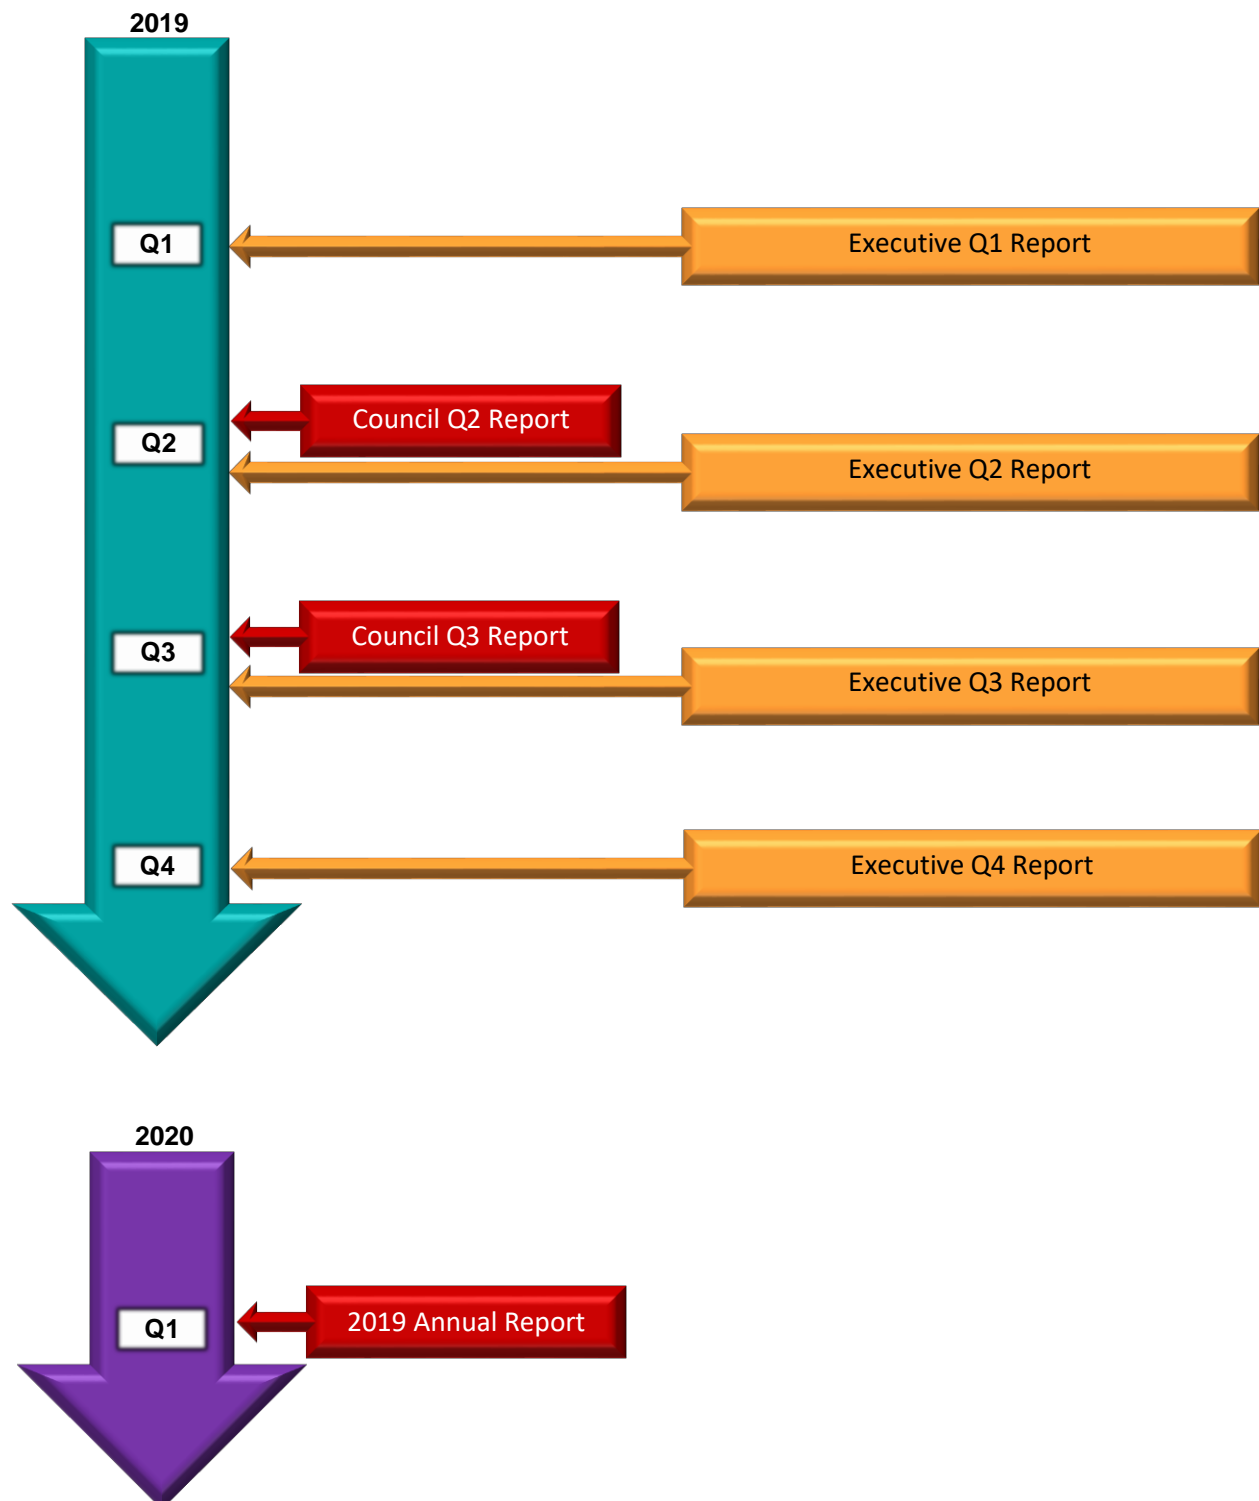 2019
Q1
Executive Q1 Report
Council Q2 Report
Q2
Executive Q2 Report
Council Q3 Report
Q3
Executive Q3 Report
Q4
Executive Q4 Report
2020
Q1
2019 Annual Report